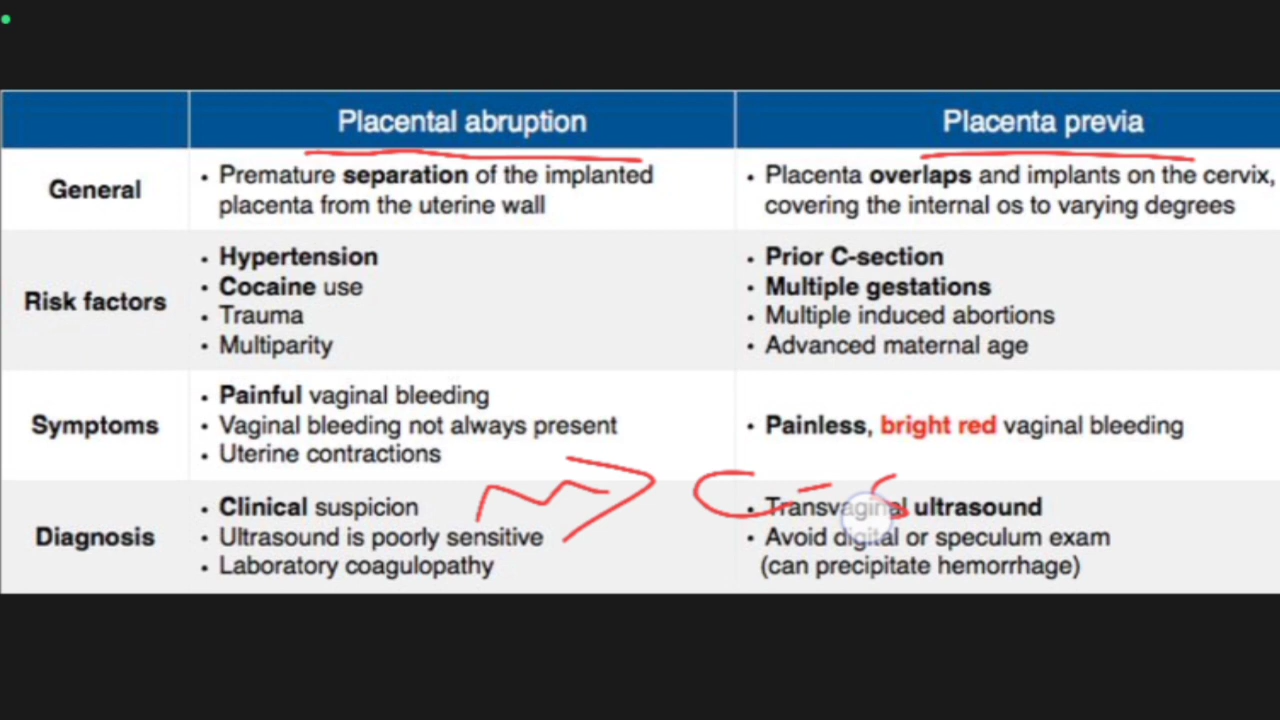 Placental abruption
Placenta previa
General
• Premature separation of the implanted
placenta from the uterine wall
• Placenta overlaps and implants on the cervix,
covering the internal os to varying degrees
Risk factors
• Hypertension
• Cocaine use
• Trauma
• Multiparity
• Prior C-section
• Multiple gestations
• Multiple induced abortions
• Advanced maternal age
Symptoms
• Painful vaginal bleeding
• Vaginal bleeding not always present
• Uterine contractions
• Painless, bright red vaginal bleeding
Diagnosis
• Clinical suspicion
• Ultrasound is poorly sensitive
• Laboratory coagulopathy
C-S
• Transvaginal ultrasound
• Avoid digital or speculum exam
(can precipitate hemorrhage)